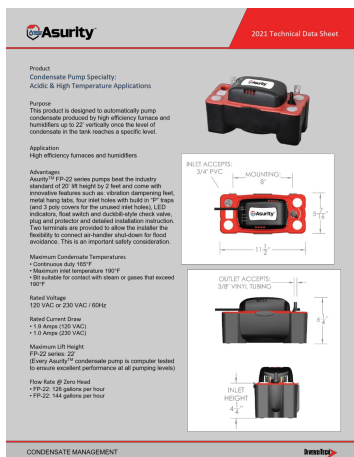 Asurity™
2021 Technical Data Sheet
Product
Condensate Pump Specialty:
Acidic & High Temperature Applications
Purpose
This product is designed to automatically pump
condensate produced by high efficiency furnace and
humidifiers up to 22’ vertically once the level of
condensate in the tank reaches a specific level.
Application
High efficiency furnaces and humidifiers
Advantages
Asurity™ FP-22 series pumps beat the industry
standard of 20’ lift height by 2 feet and come with
innovative features such as: vibration dampening feet,
metal hang tabs, four inlet holes with build in “P” traps
(and 3 poly covers for the unused inlet holes), LED
indicators, float switch and duckbill-style check valve,
plug and protector and detailed installation instruction.
Two terminals are provided to allow the installer the
flexibility to connect air-handler shut-down for flood
avoidance. This is an important safety consideration.
Maximum Condensate Temperatures
• Continuous duty 165°F
• Maximum inlet temperature 190°F
• Bit suitable for contact with steam or gases that exceed
190°F
Rated Voltage
120 VAC or 230 VAC / 60Hz
Rated Current Draw
• 1.9 Amps (120 VAC)
• 1.0 Amps (230 VAC)
Maximum Lift Height
FP-22 series: 22'
(Every Asurity™ condensate pump is computer tested
to ensure excellent performance at all pumping levels)
Flow Rate @ Zero Head
• FP-22: 126 gallons per hour
• FP-22: 144 gallons per hour
INLET ACCEPTS:
3/4" PVC
MOUNTING:
8"
Asurity
11 1/2"
OUTLET ACCEPTS:
3/8" VINYL TUBING
INLET
HEIGHT
CONDENSATE MANAGEMENT
DiversiTech